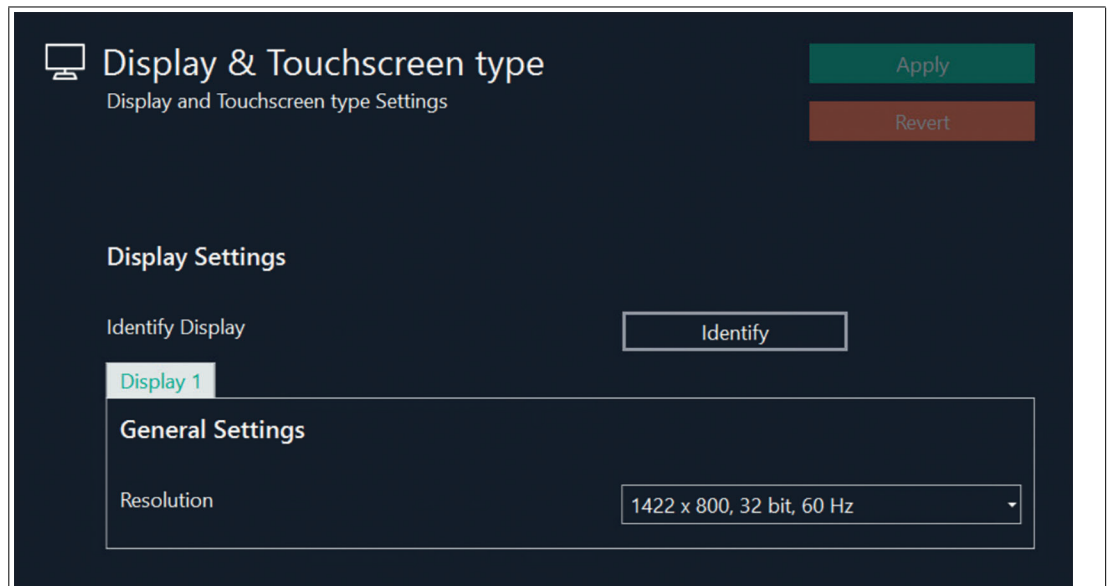 Display & Touchscreen type
Apply
Display and Touchscreen type Settings
Revert
Display Settings
Identify Display
Identify
Display 1
General Settings
Resolution
1422 x 800, 32 bit, 60 Hz